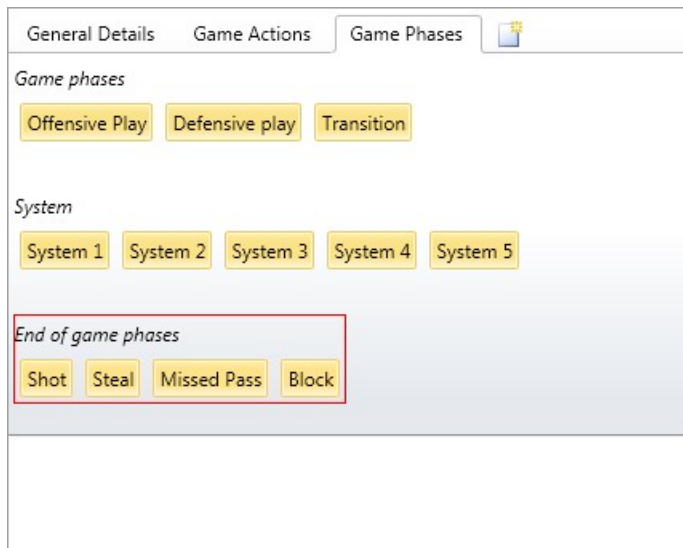 General Details Game Actions Game Phases
Game phases
Offensive Play Defensive play Transition
System
System 1 System 2 System 3 System 4 System 5
End of game phases
Shot Steal Missed Pass Block